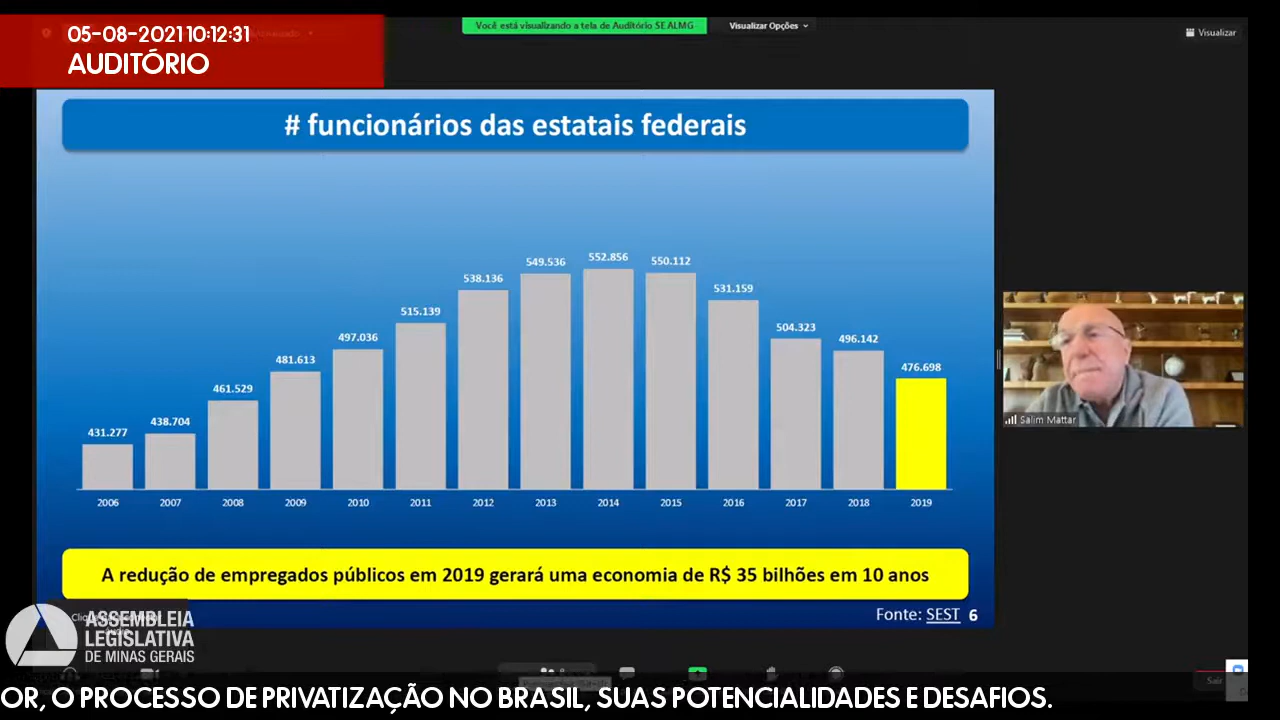 05-08-2021 10:12:31
AUDITÓRIO
Você está visualizando a tela de Auditório SE ALMG
Visualizar Opções
Visualizar
# funcionários das estatais federais
431.277
438.704
461.529
481.613
497.036
515.139
538.136
549.536
552.856
550.112
531.159
504.323
496.142
476.698
2006
2007
2008
2009
2010
2011
2012
2013
2014
2015
2016
2017
2018
2019
Salim Mattar
A redução de empregados públicos em 2019 gerará uma economia de R$ 35 bilhões em 10 anos
Fonte: SEST 6
ASSEMBLEIA
LEGISLATIVA
DE MINAS GERAIS
Sair
OR, O PROCESSO DE PRIVATIZAÇÃO NO BRASIL, SUAS POTENCIALIDADES E DESAFIOS.